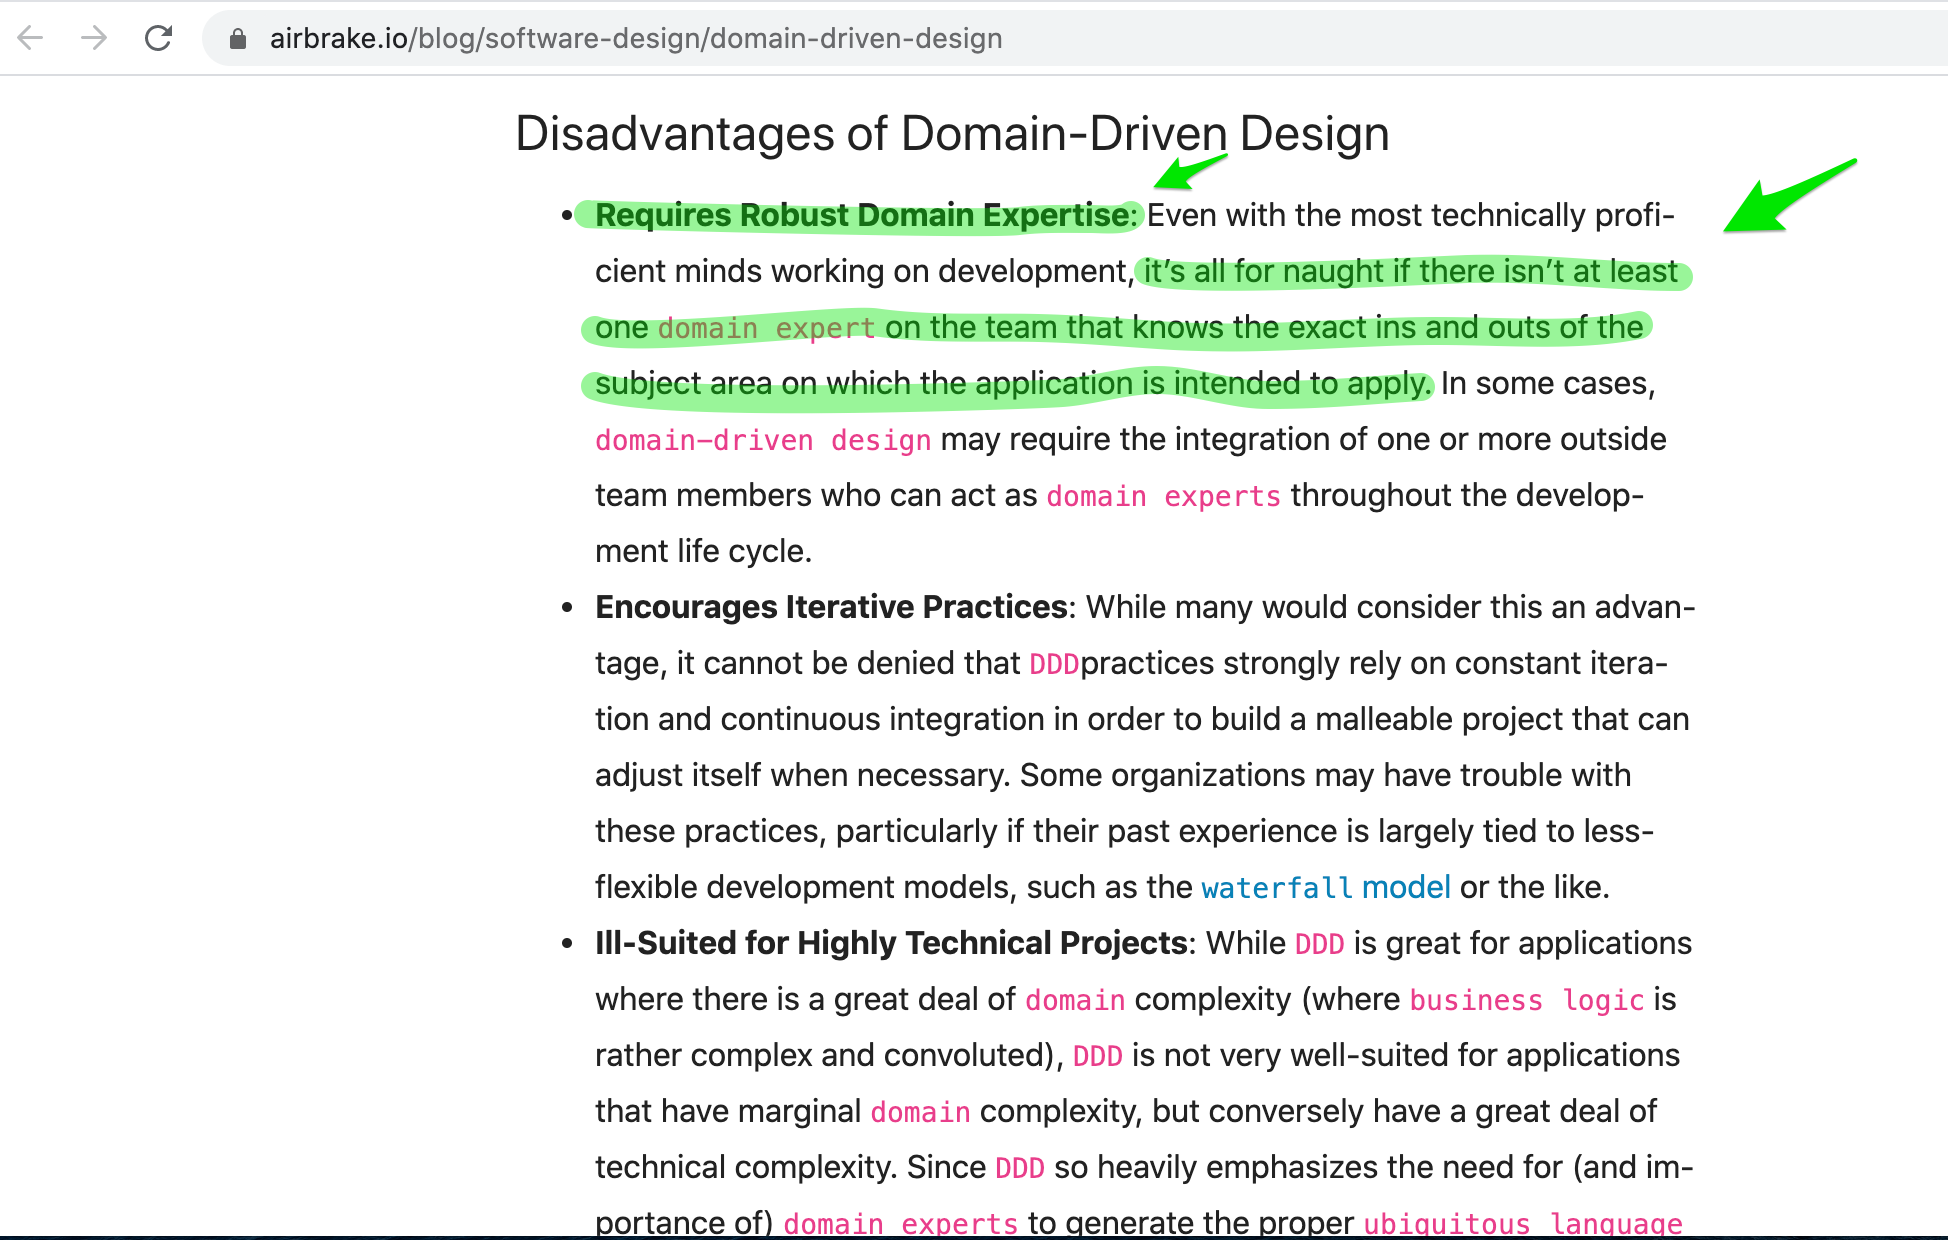 airbrake.io/blog/software-design/domain-driven-design
Disadvantages of Domain-Driven Design
• Requires Robust Domain Expertise: Even with the most technically profi-
cient minds working on development, it’s all for naught if there isn’t at least
one domain expert on the team that knows the exact ins and outs of the
subject area on which the application is intended to apply. In some cases,
domain-driven design may require the integration of one or more outside
team members who can act as domain experts throughout the develop-
ment life cycle.
• Encourages Iterative Practices: While many would consider this an advan-
tage, it cannot be denied that DDDpractices strongly rely on constant itera-
tion and continuous integration in order to build a malleable project that can
adjust itself when necessary. Some organizations may have trouble with
these practices, particularly if their past experience is largely tied to less-
flexible development models, such as the waterfall model or the like.
• Ill-Suited for Highly Technical Projects: While DDD is great for applications
where there is a great deal of domain complexity (where business logic is
rather complex and convoluted), DDD is not very well-suited for applications
that have marginal domain complexity, but conversely have a great deal of
technical complexity. Since DDD so heavily emphasizes the need for (and im-
portance of) domain experts to generate the proper ubiquitous language